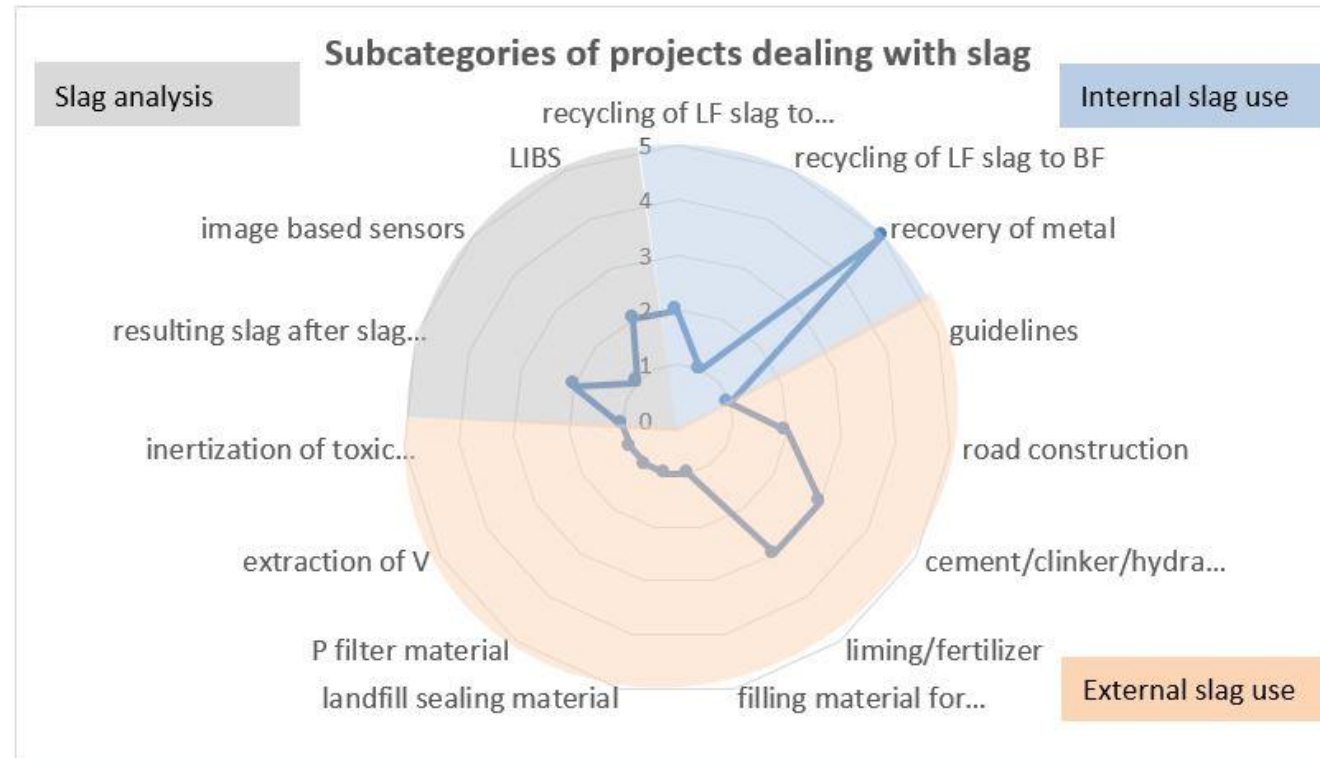 Subcategories of projects dealing with slag
Slag analysis
Internal slag use
recycling of LF slag to...
recycling of LF slag to BF
recovery of metal
guidelines
road construction
cement/clinker/hydra...
liming/fertilizer
filling material for...
landfill sealing material
P filter material
extraction of V
inertization of toxic...
resulting slag after slag...
image based sensors
LIBS
5
4
3
2
1
0
External slag use